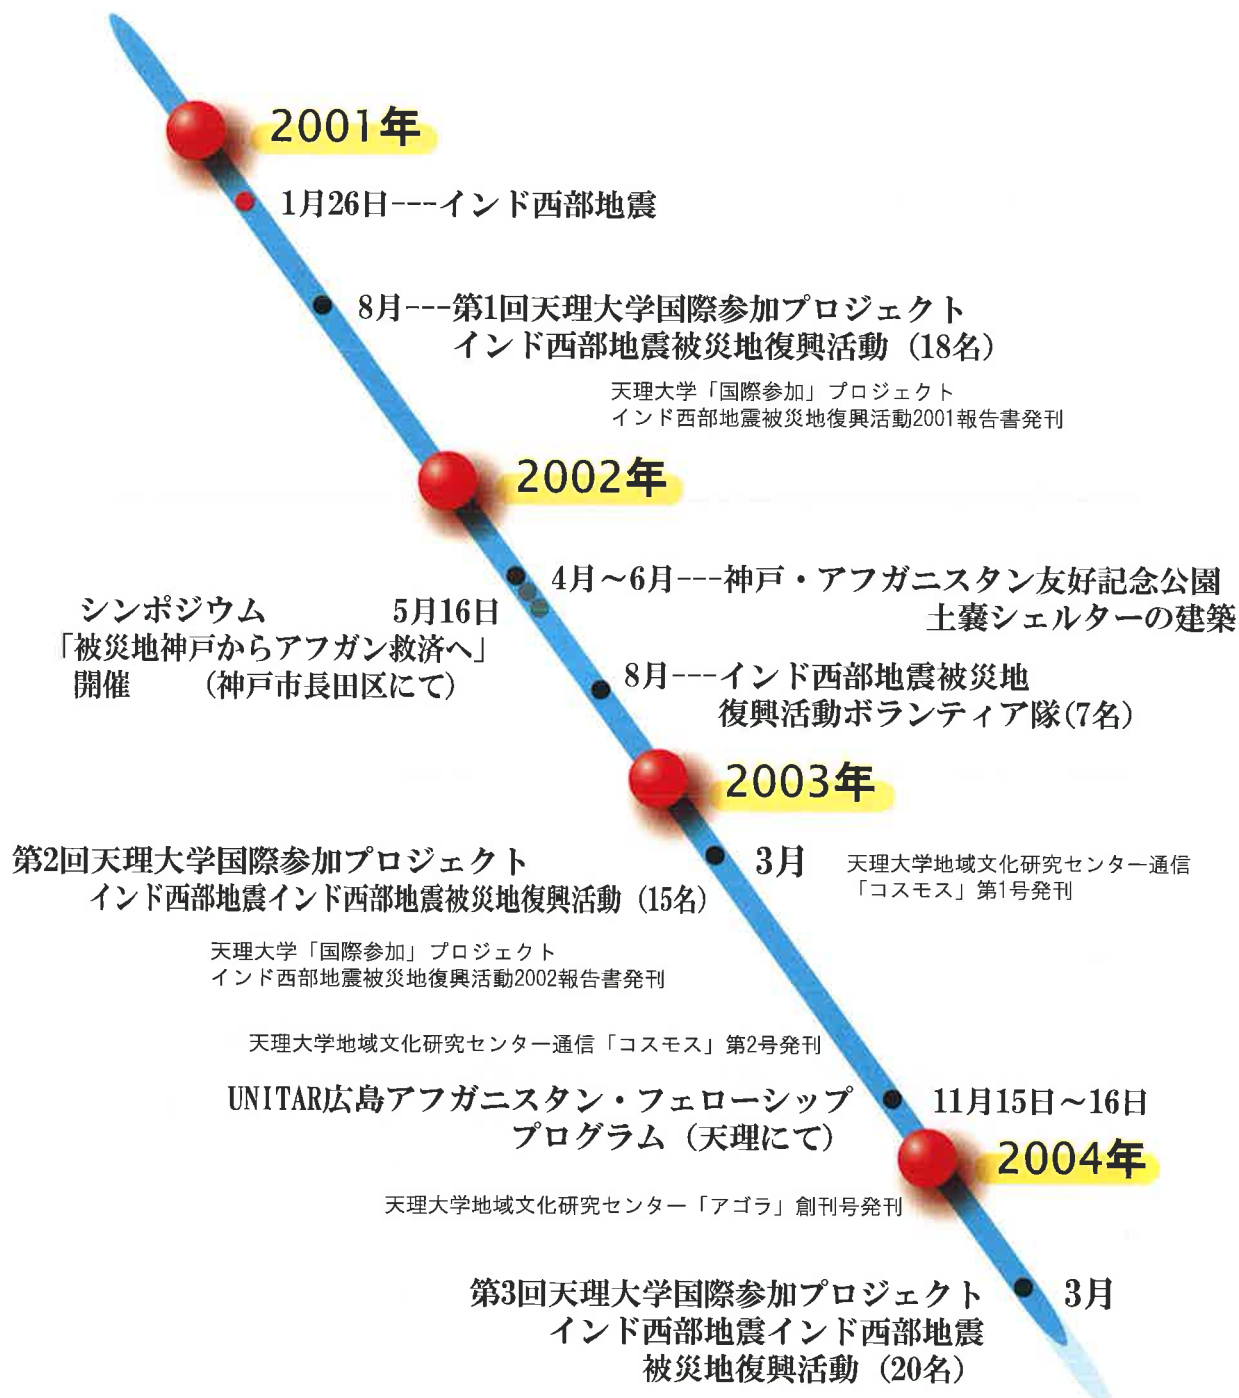 2001年
1月26日---インド西部地震
8月---第1回天理大学国際参加プロジェクト
インド西部地震被災地復興活動（18名）
天理大学「国際参加」プロジェクト
インド西部地震被災地復興活動2001報告書発刊
2002年
4月～6月---神戸・アフガニスタン友好記念公園
土嚢シェルターの建築
シンポジウム 5月16日
「被災地神戸からアフガン救済へ」
開催 （神戸市長田区にて）
8月---インド西部地震被災地
復興活動ボランティア隊（7名）
2003年
3月
第2回天理大学国際参加プロジェクト
インド西部地震インド西部地震被災地復興活動（15名）
天理大学地域文化研究センター通信
「コスモス」第1号発刊
天理大学「国際参加」プロジェクト
インド西部地震被災地復興活動2002報告書発刊
天理大学地域文化研究センター通信「コスモス」第2号発刊
UNITAR広島アフガニスタン・フェローシップ 11月15日～16日
プログラム（天理にて）
2004年
天理大学地域文化研究センター「アゴラ」創刊号発刊
第3回天理大学国際参加プロジェクト 3月
インド西部地震インド西部地震
被災地復興活動（20名）